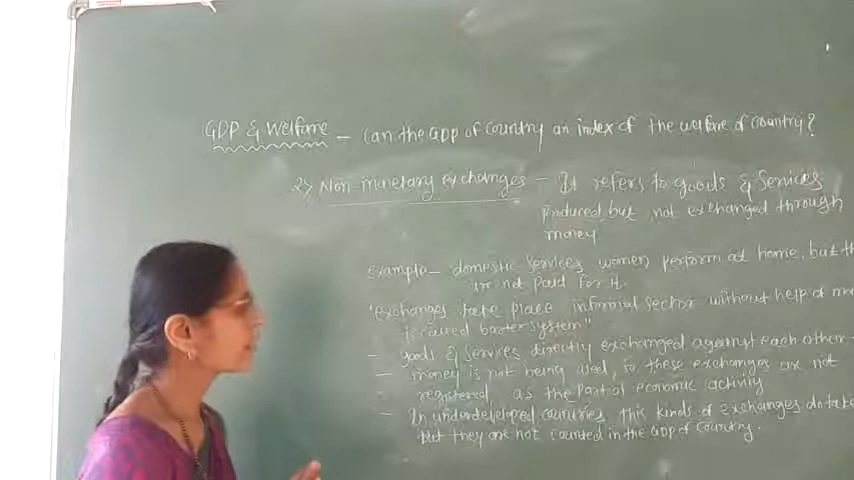 GDP & Welfare – Can the GDP of country an index of the welfare of country?
2) Non-monetary exchanges – It refers to goods & services
produced but not exchanged through
money.
example – domestic services women perform at home, but th
are not paid for it.
"exchanges take place informal sector without help of mo
is called barter system"
– goods & services directly exchanged against each other
– money is not being used, so these exchanges are not
registered as the part of economic activity
– In underdeveloped countries this kinds of exchanges do take
but they are not counted in the GDP of country.